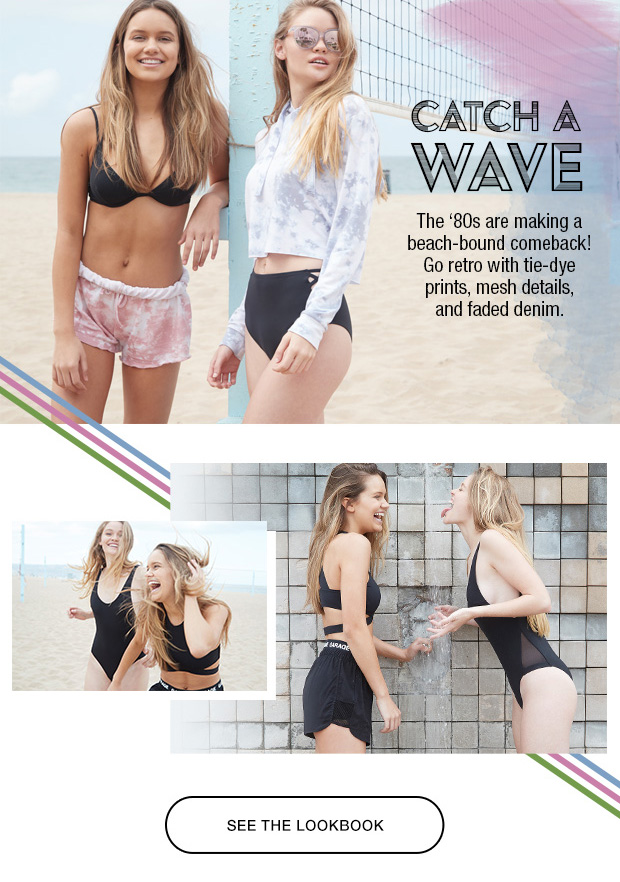 CATCH A
WAVE
The ‘80s are making a
beach-bound comeback!
Go retro with tie-dye
prints, mesh details,
and faded denim.
GARAGE
SEE THE LOOKBOOK